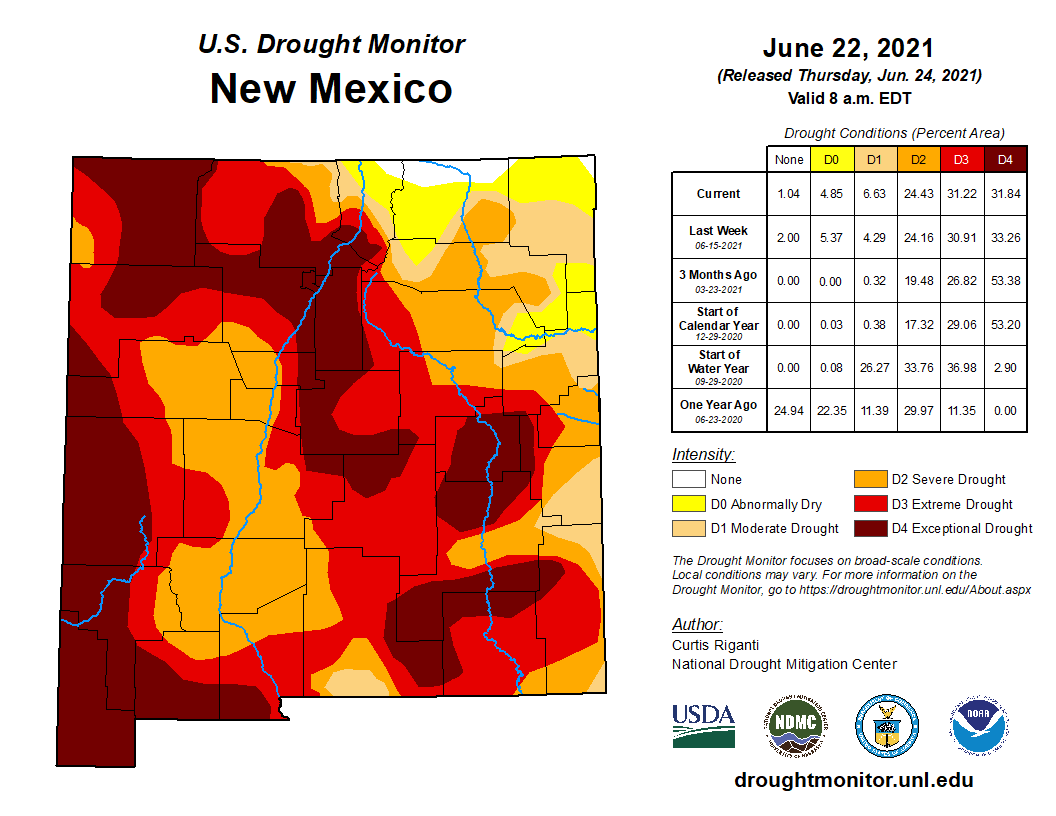 U.S. Drought Monitor
New Mexico
June 22, 2021
(Released Thursday, Jun. 24, 2021)
Valid 8 a.m. EDT
Drought Conditions (Percent Area)
None D0 D1 D2 D3 D4
Current 1.04 4.85 6.63 24.43 31.22 31.84
Last Week
06-15-2021 2.00 5.37 4.29 24.16 30.91 33.26
3 Months Ago
03-23-2021 0.00 0.00 0.32 19.48 26.82 53.38
Start of
Calendar Year
12-29-2020 0.00 0.03 0.38 17.32 29.06 53.20
Start of
Water Year
09-29-2020 0.00 0.08 26.27 33.76 36.98 2.90
One Year Ago
06-23-2020 24.94 22.35 11.39 29.97 11.35 0.00
Intensity:
None
D0 Abnormally Dry
D1 Moderate Drought
D2 Severe Drought
D3 Extreme Drought
D4 Exceptional Drought
The Drought Monitor focuses on broad-scale conditions.
Local conditions may vary. For more information on the
Drought Monitor, go to https://droughtmonitor.unl.edu/About.aspx
Author:
Curtis Riganti
National Drought Mitigation Center
USDA
NDMC
NOAA
droughtmonitor.unl.edu